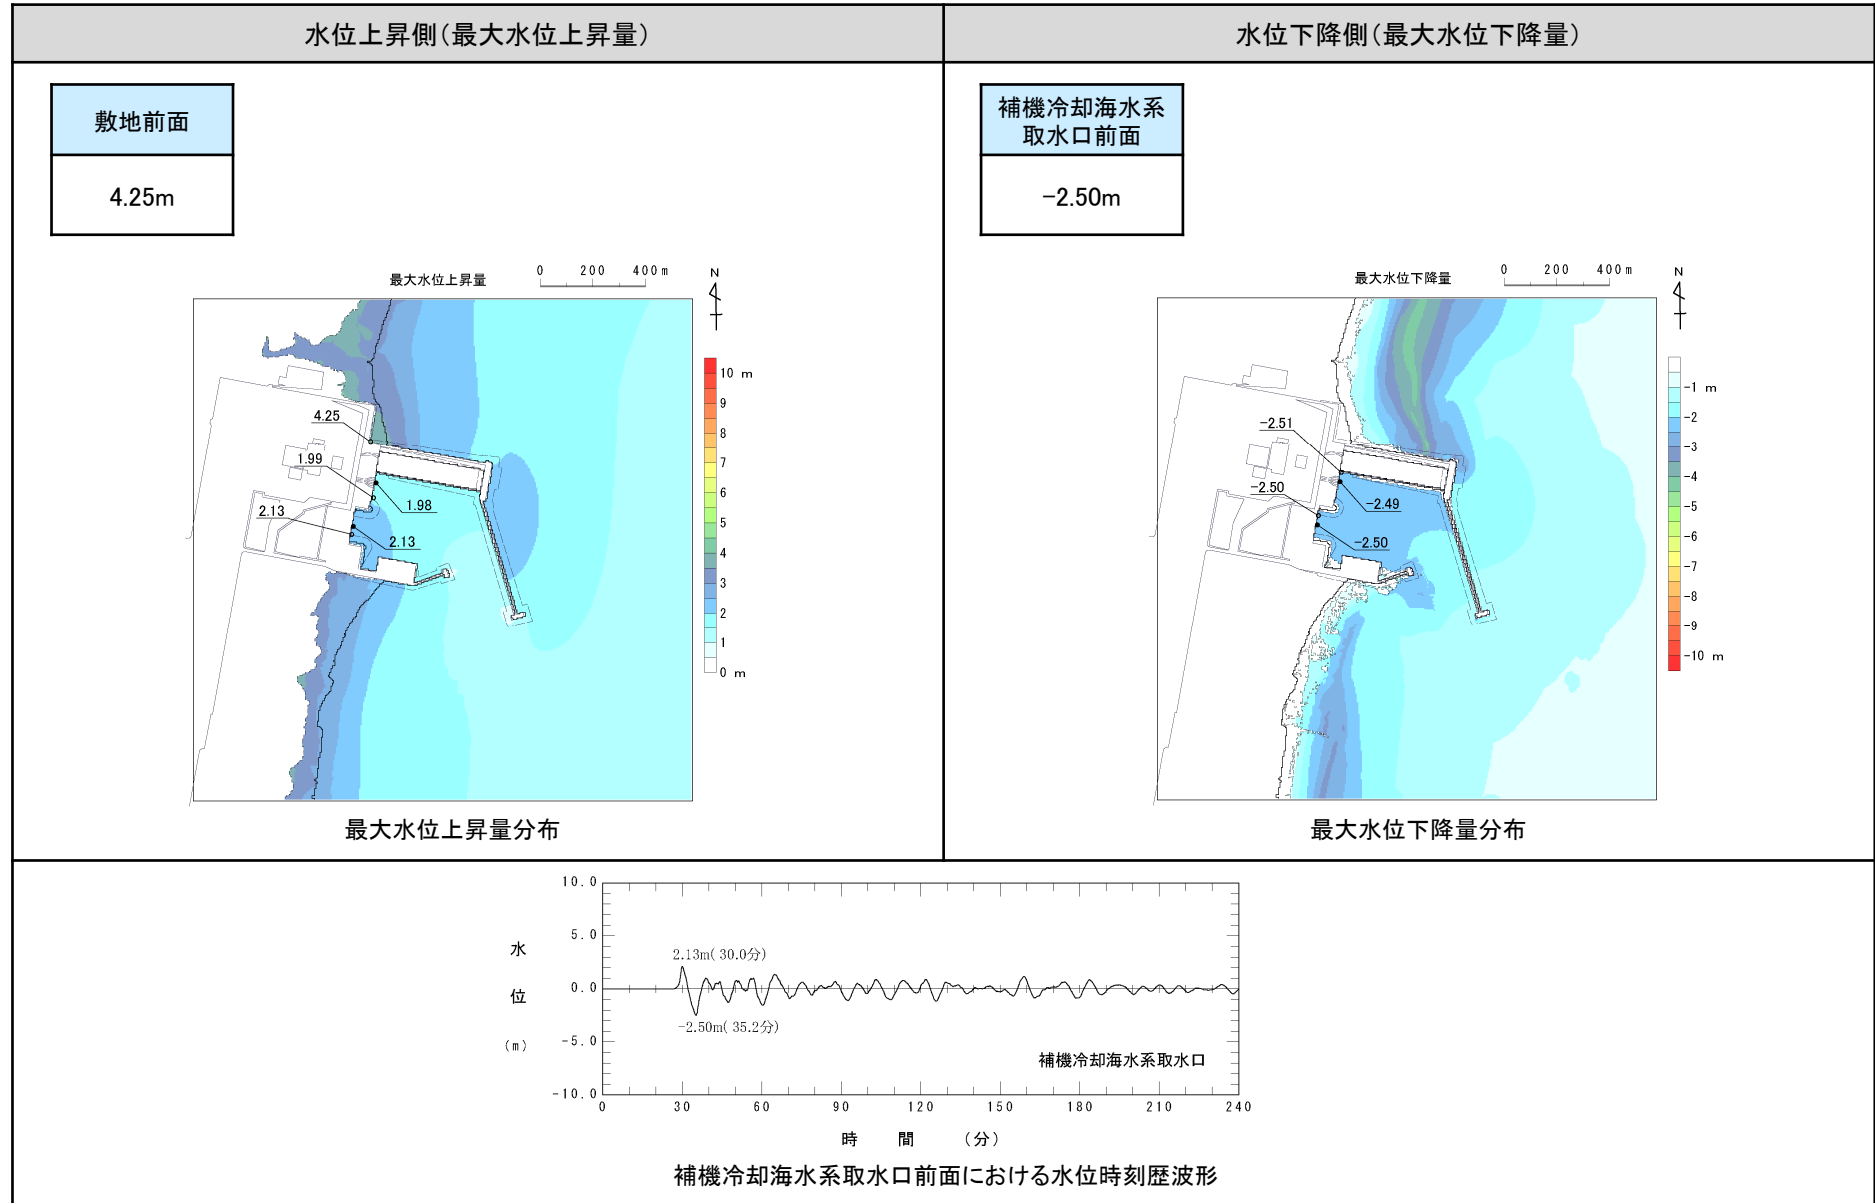 水位上昇側(最大水位上昇量)
水位下降側(最大水位下降量)
敷地前面
4.25m
補機冷却海水系
取水口前面
-2.50m
最大水位上昇量
0 200 400m
N
4.25
1.99
1.98
2.13
2.13
10 m
9
8
7
6
5
4
3
2
1
0 m
最大水位上昇量分布
最大水位下降量
0 200 400m
N
-2.51
-2.50
-2.49
-2.50
-1 m
-2
-3
-4
-5
-6
-7
-8
-9
-10 m
最大水位下降量分布
10.0
5.0
0.0
-5.0
-10.0
水位(m)
2.13m( 30.0分)
-2.50m( 35.2分)
補機冷却海水系取水口
0 30 60 90 120 150 180 210 240
時 間 (分)
補機冷却海水系取水口前面における水位時刻歴波形